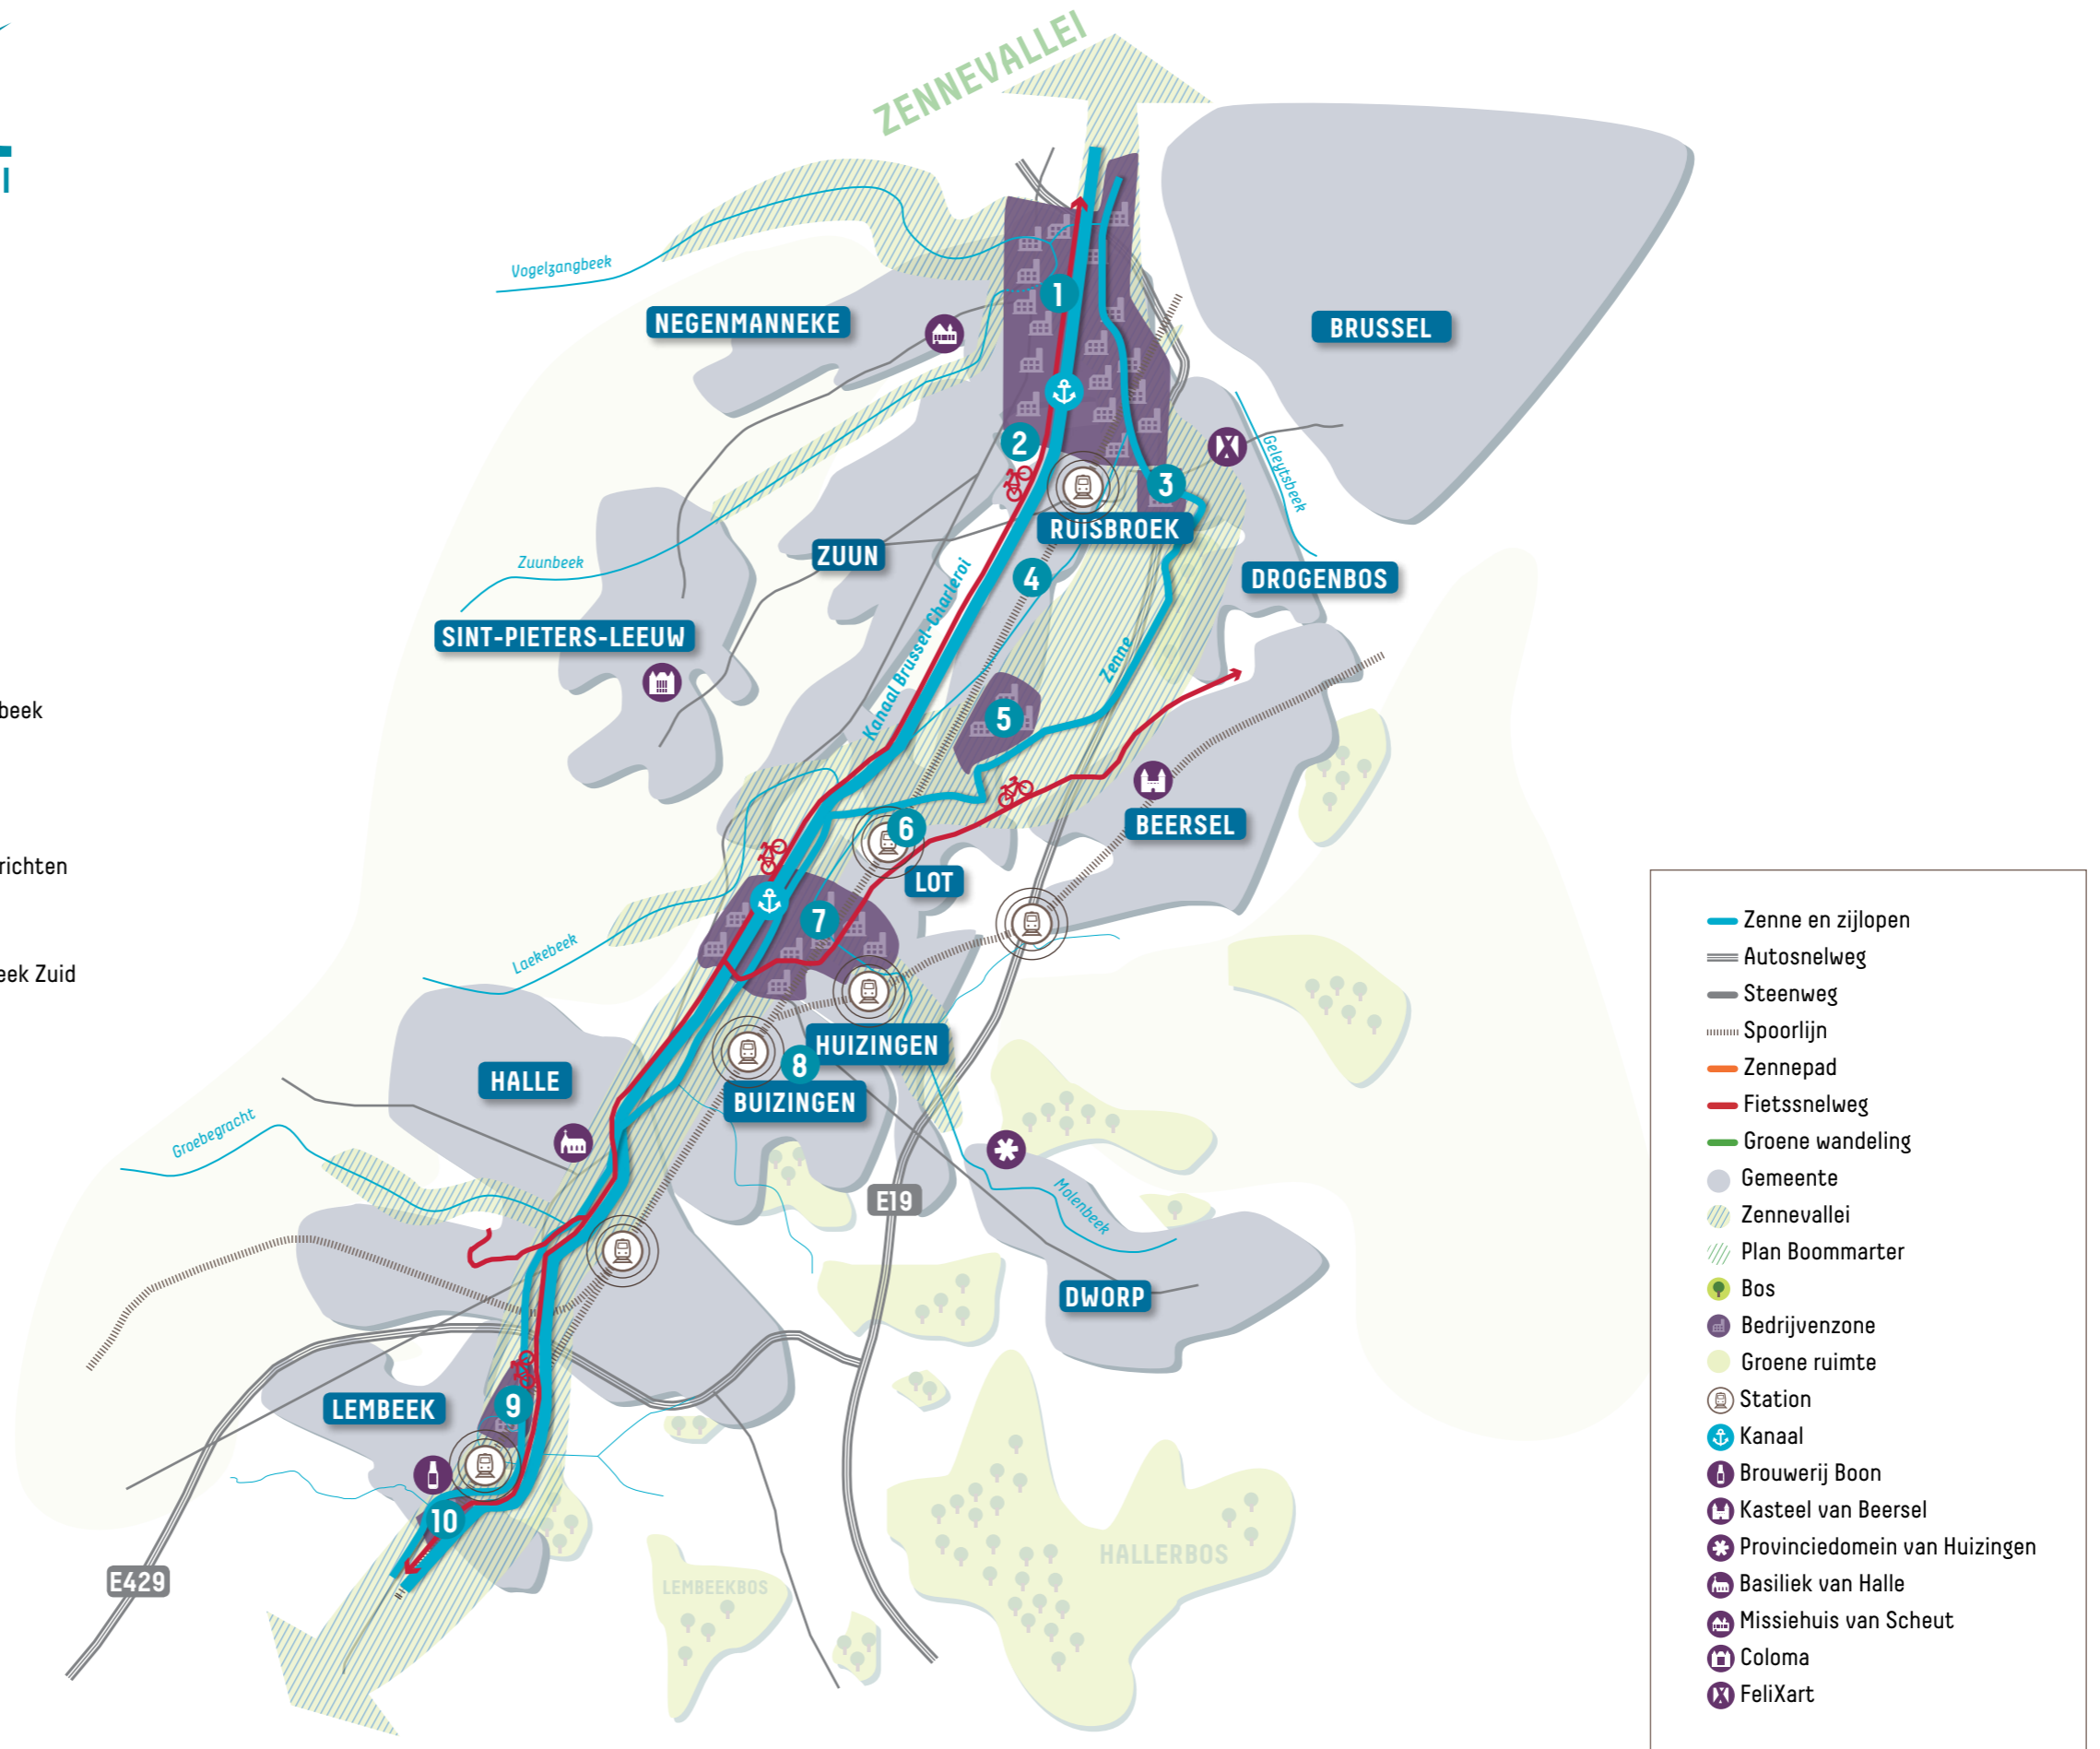 ZENNEVALLEI
i
beek
richten
eek Zuid
Vogelzangbeek
NEGENMANNEKE
BRUSSEL
1
2
3
Geleytsbeek
RUISBROEK
ZUUN
Zuunbeek
4
DROGENBOS
SINT-PIETERS-LEEUW
Kanaal Brussel-Charleroi
Zenne
5
BEERSEL
6
LOT
7
Laekebeek
HUIZINGEN
8
HALLE
BUIZINGEN
Groebegracht
E19
Molenbeek
DWORP
LEMBEEK
9
10
E429
HALLERBOS
LEMBEEKBOS
Zenne en zijlopen
Autosnelweg
Steenweg
Spoorlijn
Zennepad
Fietssnelweg
Groene wandeling
Gemeente
Zennevallei
Plan Boommarter
Bos
Bedrijvenzone
Groene ruimte
Station
Kanaal
Brouwerij Boon
Kasteel van Beersel
Provinciedomein van Huizingen
Basiliek van Halle
Missiehuis van Scheut
Coloma
FeliXart